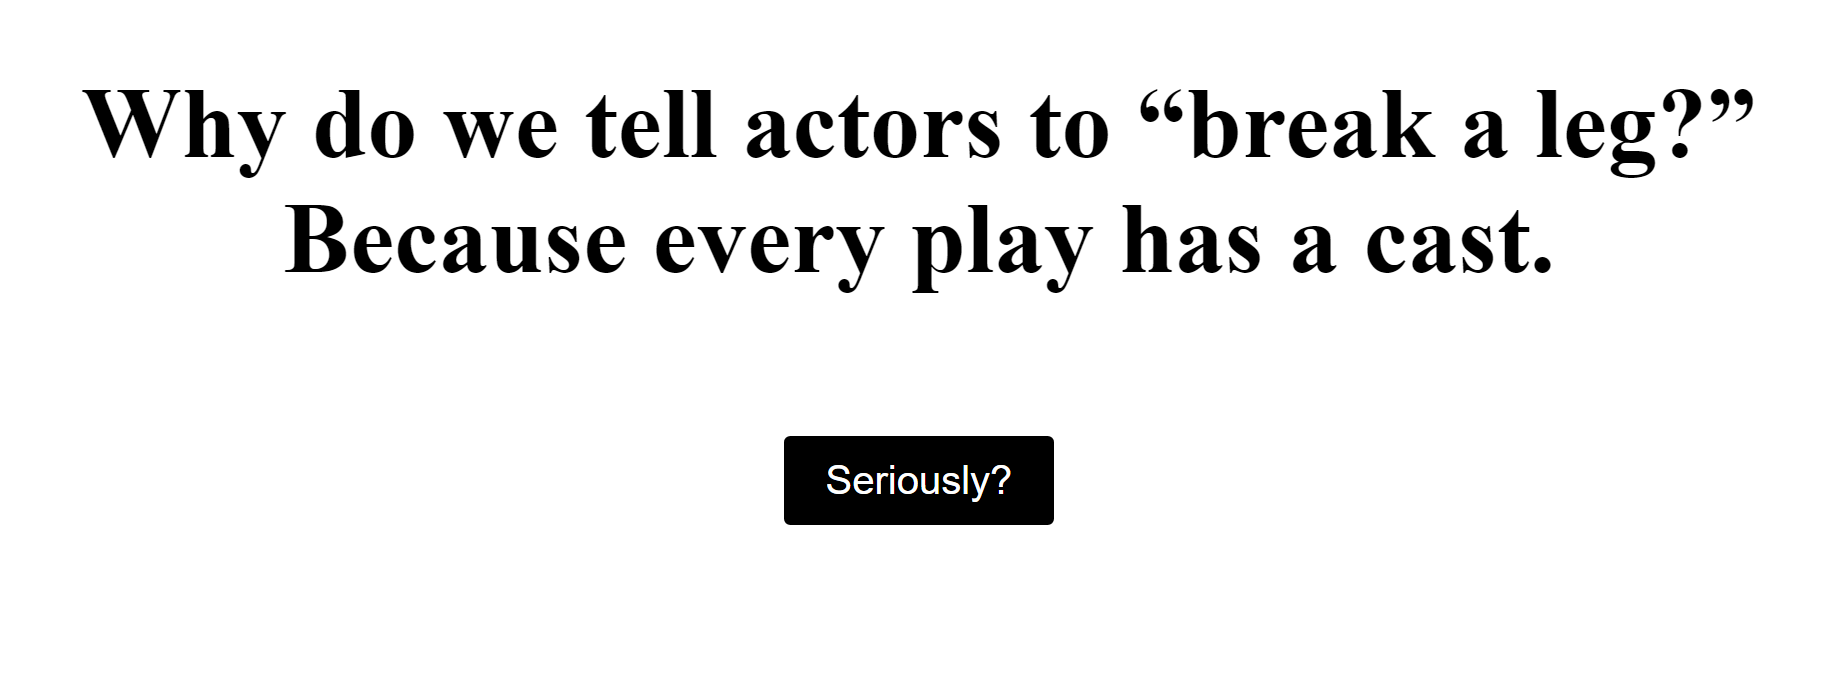 Why do we tell actors to “break a leg?”
Because every play has a cast.
Seriously?